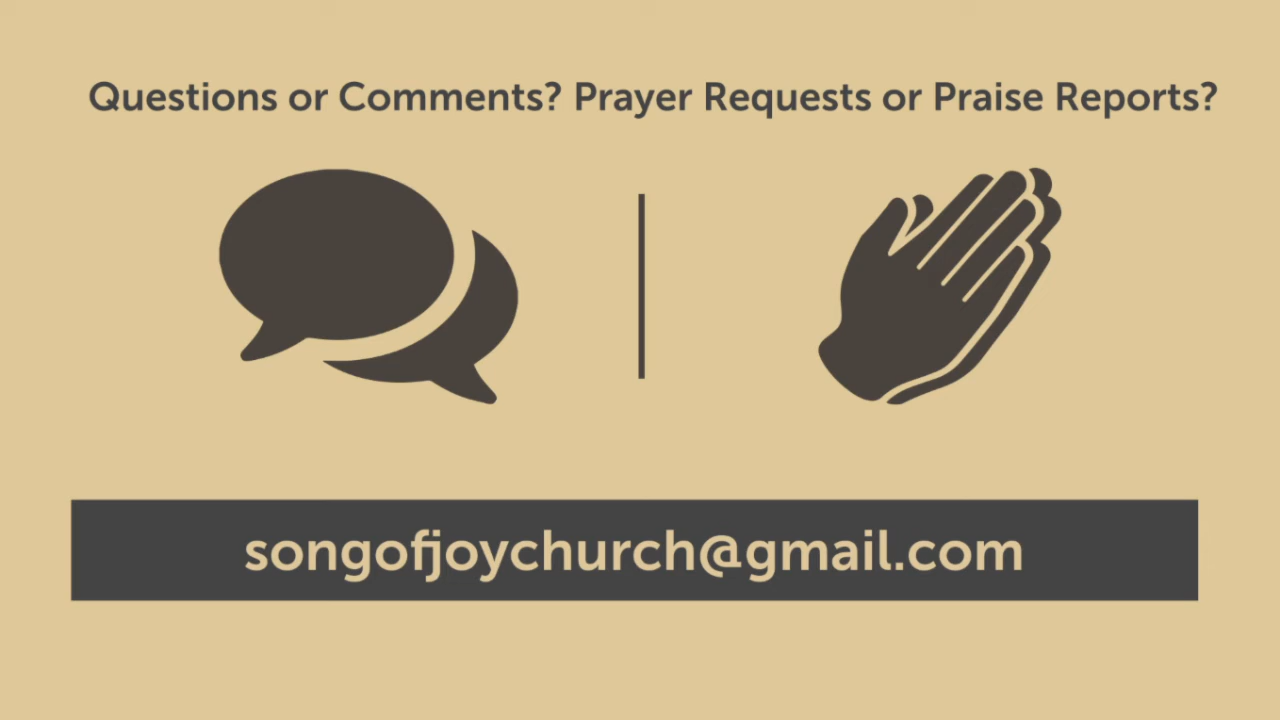 Questions or Comments? Prayer Requests or Praise Reports?
songofjoychurch@gmail.com